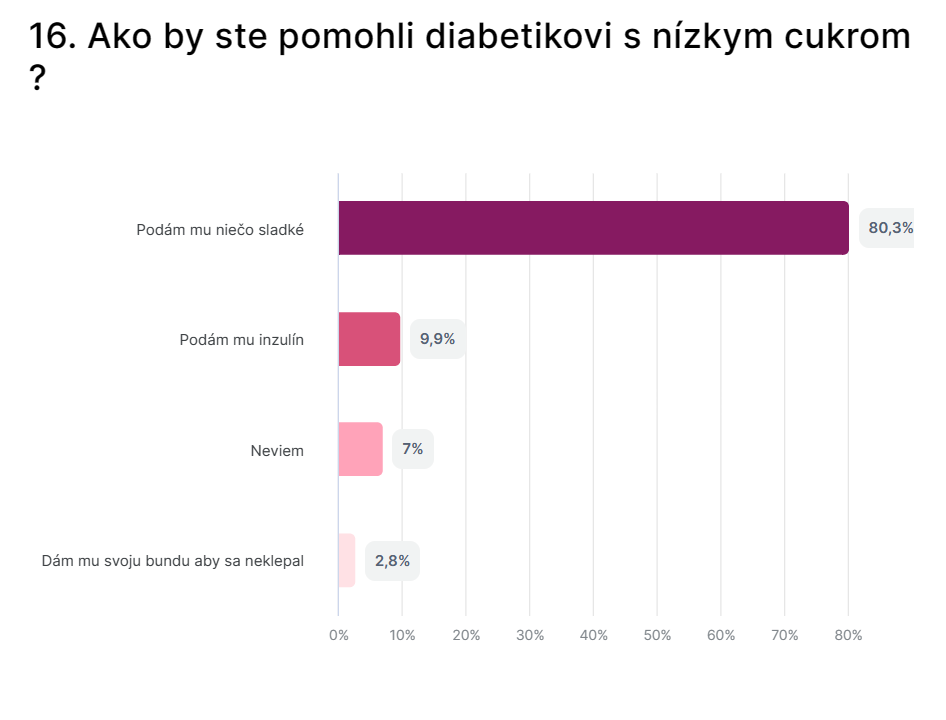 16. Ako by ste pomohli diabetikovi s nízkym cukrom
?
Podám mu niečo sladké
80,3%
Podám mu inzulín
9,9%
Neviem
7%
Dám mu svoju bundu aby sa neklepal
2,8%
0% 10% 20% 30% 40% 50% 60% 70% 80%